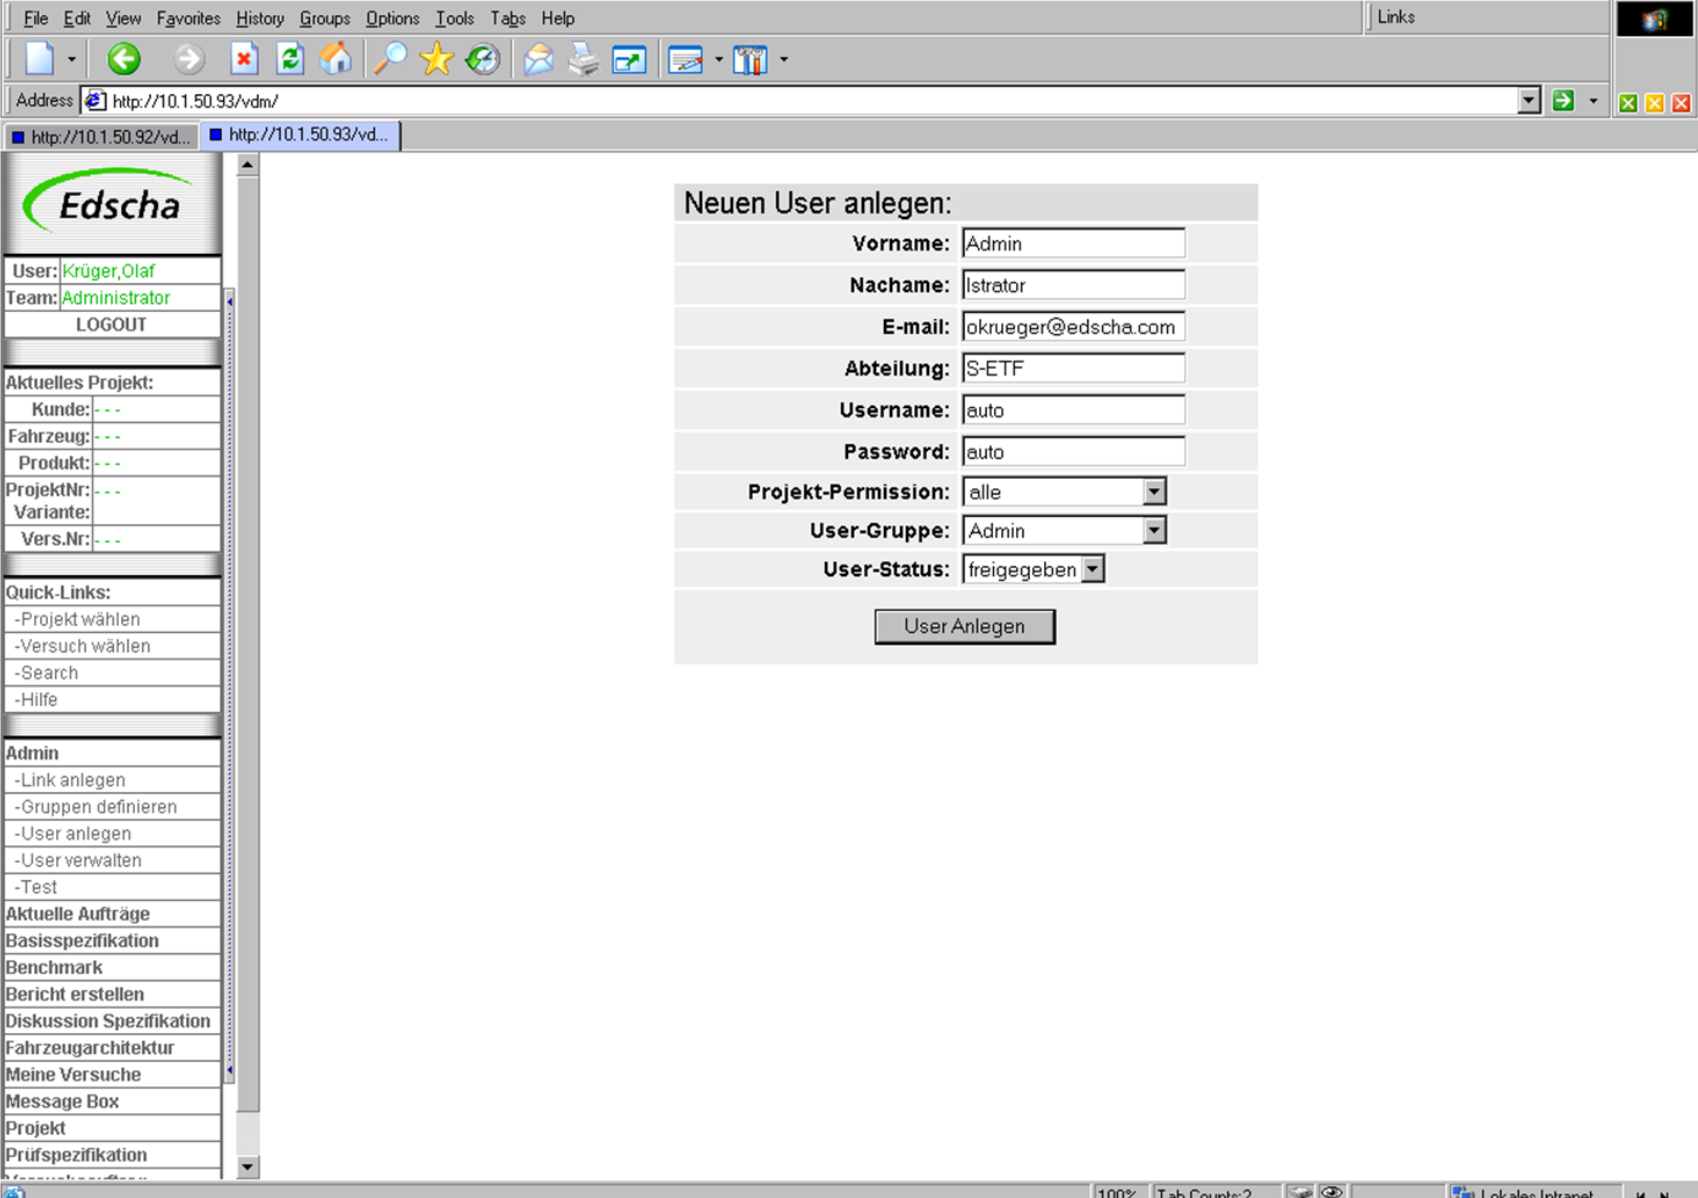 File Edit View Favorites History Groups Options Tools Tabs Help Links
Address http://10.1.50.93/vdm/
http://10.1.50.92/vd... http://10.1.50.93/vd...
Edscha
User: Krüger,Olaf
Team: Administrator
LOGOUT
Aktuelles Projekt:
Kunde: - - -
Fahrzeug: - - -
Produkt: - - -
ProjektNr: - - -
Variante:
Vers.Nr: - - -
Quick-Links:
-Projekt wählen
-Versuch wählen
-Search
-Hilfe
Admin
-Link anlegen
-Gruppen definieren
-User anlegen
-User verwalten
-Test
Aktuelle Aufträge
Basisspezifikation
Benchmark
Bericht erstellen
Diskussion Spezifikation
Fahrzeugarchitektur
Meine Versuche
Message Box
Projekt
Prüfspezifikation
Neuen User anlegen:
Vorname: Admin
Nachame: Istrator
E-mail: okrueger@edscha.com
Abteilung: S-ETF
Username: auto
Password: auto
Projekt-Permission: alle
User-Gruppe: Admin
User-Status: freigegeben
User Anlegen
100% Tab Counts:2 Lokales Intranet